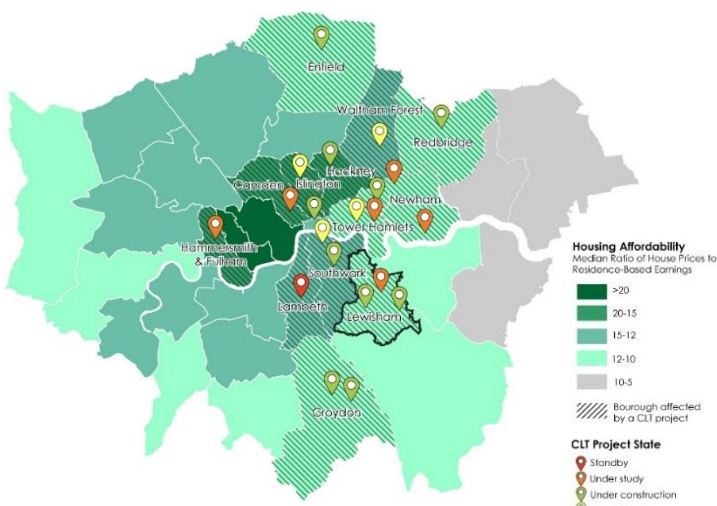 Enfield
Waltham Forest
Redbridge
Hackney
Islington
Camden
Newham
Tower Hamlets
Hammersmith
& Fulham
Southwark
Lambeth
Lewisham
Croydon
Housing Affordability
Median Ratio of House Prices to
Residence-Based Earnings
>20
20-15
15-12
12-10
10-5
Bourough affected
by a CLT project
CLT Project State
Standby
Under study
Under construction